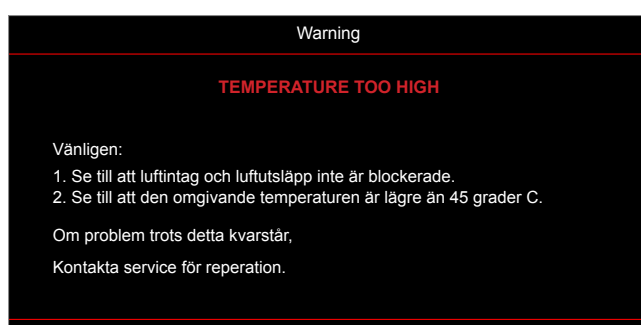 Warning
TEMPERATURE TOO HIGH
Vänligen:
1. Se till att luftintag och luftutsläpp inte är blockerade.
2. Se till att den omgivande temperaturen är lägre än 45 grader C.
Om problem trots detta kvarstår,
Kontakta service för reperation.